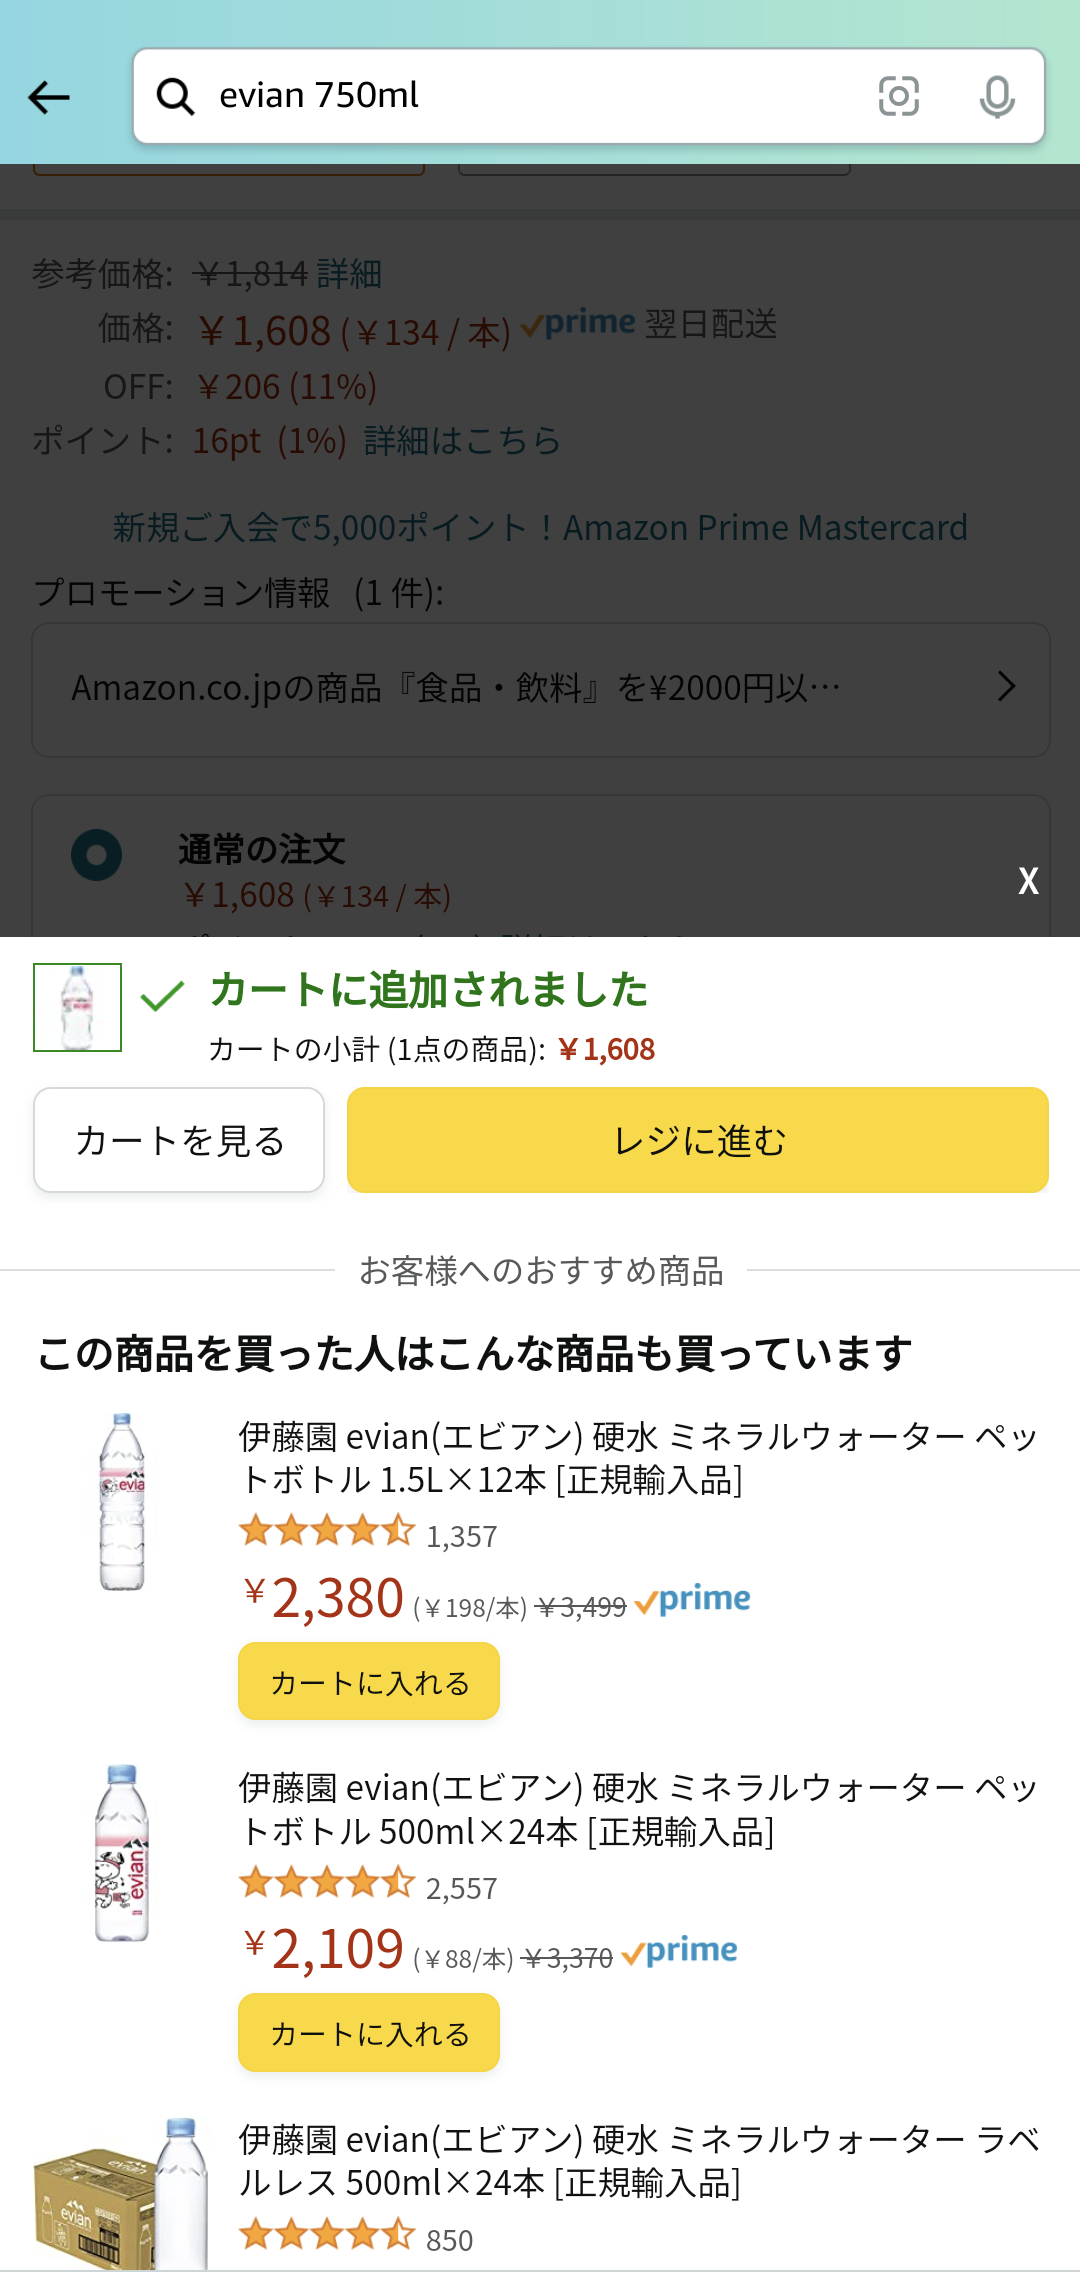 evian 750ml
参考価格: ￥1,814 詳細
価格: ￥1,608 (￥134 / 本) prime 翌日配送
OFF: ￥206 (11%)
ポイント: 16pt (1%) 詳細はこちら
新規ご入会で5,000ポイント！Amazon Prime Mastercard
プロモーション情報 (1 件):
Amazon.co.jpの商品『食品・飲料』を¥2000円以…
通常の注文
￥1,608 (￥134 / 本)
X
カートに追加されました
カートの小計 (1点の商品): ￥1,608
カートを見る
レジに進む
お客様へのおすすめ商品
この商品を買った人はこんな商品も買っています
伊藤園 evian(エビアン) 硬水 ミネラルウォーター ペッ
トボトル 1.5L×12本 [正規輸入品]
1,357
￥2,380 (￥198/本) ￥3,499 prime
カートに入れる
伊藤園 evian(エビアン) 硬水 ミネラルウォーター ペッ
トボトル 500ml×24本 [正規輸入品]
evian
2,557
￥2,109 (￥88/本) ￥3,370 prime
カートに入れる
伊藤園 evian(エビアン) 硬水 ミネラルウォーター ラベ
ルレス 500ml×24本 [正規輸入品]
evian
850